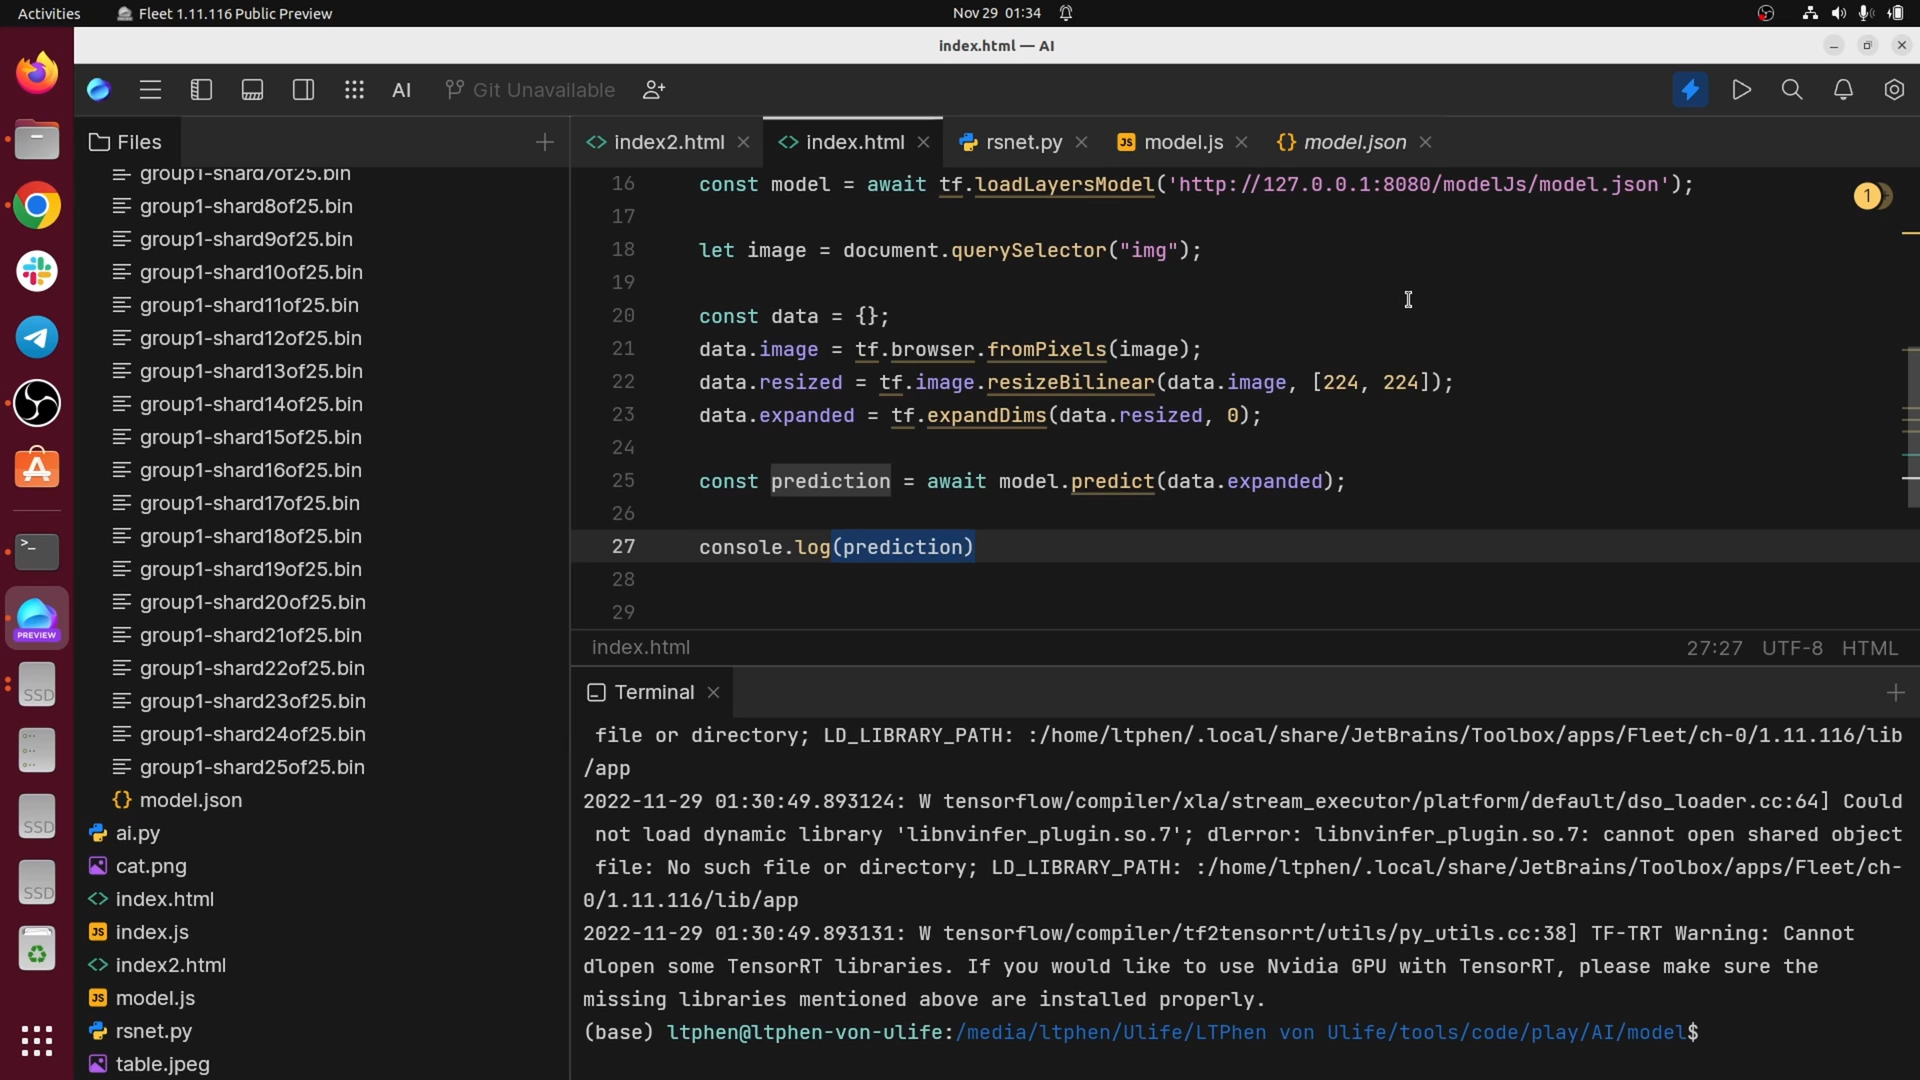 Activities
Fleet 1.11.116 Public Preview
Nov 29 01:34
index.html — AI
AI
Git Unavailable
Files
index2.html
index.html
rsnet.py
JS model.js
{} model.json
group1-shard7of25.bin
group1-shard8of25.bin
group1-shard9of25.bin
group1-shard10of25.bin
group1-shard11of25.bin
group1-shard12of25.bin
group1-shard13of25.bin
group1-shard14of25.bin
group1-shard15of25.bin
group1-shard16of25.bin
group1-shard17of25.bin
group1-shard18of25.bin
group1-shard19of25.bin
group1-shard20of25.bin
group1-shard21of25.bin
group1-shard22of25.bin
group1-shard23of25.bin
group1-shard24of25.bin
group1-shard25of25.bin
{} model.json
ai.py
cat.png
<> index.html
JS index.js
<> index2.html
JS model.js
rsnet.py
table.jpeg
PREVIEW
SSD
SSD
SSD
16 const model = await tf.loadLayersModel('http://127.0.0.1:8080/modelJs/model.json');
1
17
18 let image = document.querySelector("img");
19
20 const data = {};
21 data.image = tf.browser.fromPixels(image);
22 data.resized = tf.image.resizeBilinear(data.image, [224, 224]);
23 data.expanded = tf.expandDims(data.resized, 0);
24
25 const prediction = await model.predict(data.expanded);
26
27 console.log(prediction)
28
29
index.html
27:27 UTF-8 HTML
Terminal
file or directory; LD_LIBRARY_PATH: :/home/ltphen/.local/share/JetBrains/Toolbox/apps/Fleet/ch-0/1.11.116/lib
/app
2022-11-29 01:30:49.893124: W tensorflow/compiler/xla/stream_executor/platform/default/dso_loader.cc:64] Could
not load dynamic library 'libnvinfer_plugin.so.7'; dlerror: libnvinfer_plugin.so.7: cannot open shared object
file: No such file or directory; LD_LIBRARY_PATH: :/home/ltphen/.local/share/JetBrains/Toolbox/apps/Fleet/ch-
0/1.11.116/lib/app
2022-11-29 01:30:49.893131: W tensorflow/compiler/tf2tensorrt/utils/py_utils.cc:38] TF-TRT Warning: Cannot
dlopen some TensorRT libraries. If you would like to use Nvidia GPU with TensorRT, please make sure the
missing libraries mentioned above are installed properly.
(base) ltphen@ltphen-von-ulife:/media/ltphen/Ulife/LTPhen von Ulife/tools/code/play/AI/model$